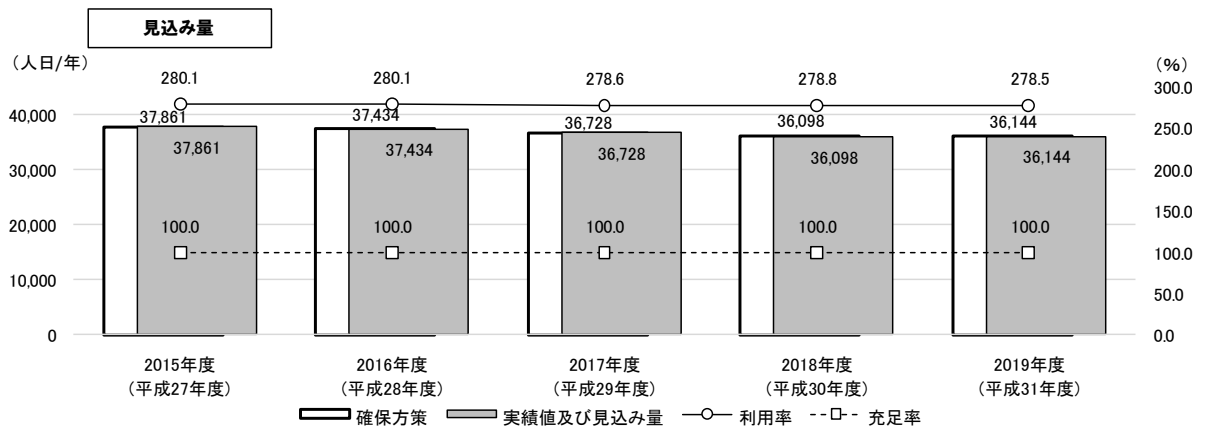 見込み量
（人日/年）
（%）
280.1 280.1 278.6 278.8 278.5
300.0
40,000
37,861 37,434 36,728 36,098 36,144
250.0
37,861 37,434 36,728 36,098 36,144
30,000
200.0
20,000
150.0
100.0 100.0 100.0 100.0 100.0
10,000
100.0
50.0
0
0.0
2015年度 2016年度 2017年度 2018年度 2019年度
（平成27年度） （平成28年度） （平成29年度） （平成30年度） （平成31年度）
確保方策 実績値及び見込み量 利用率 充足率